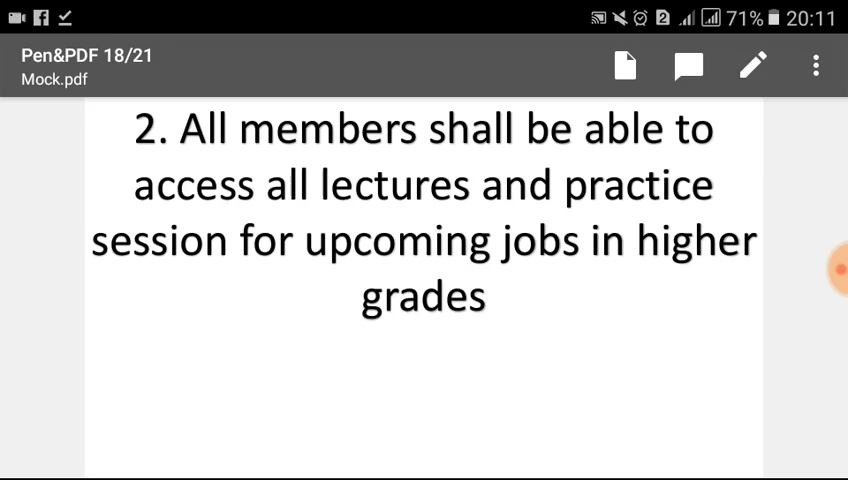 71% 20:11
Pen&PDF 18/21
Mock.pdf
2. All members shall be able to
access all lectures and practice
session for upcoming jobs in higher
grades